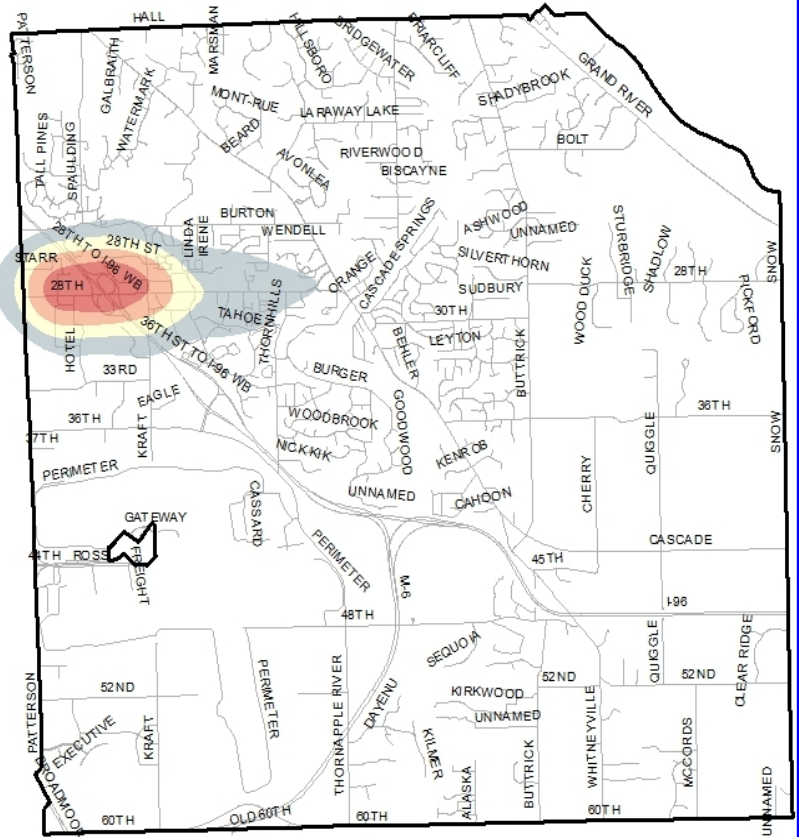 HALL
PATTERSON
GALBRAITH
WATERMARK
MARSMAN
HILLSBORO
BRIDGEWATER
BRIARCLIFF
GRAND RIVER
SHADYBROOK
MONT-RUE
LARAWAY LAKE
BEARD
BOLT
TALL PINES
SPAULDING
AVONLEA
RIVERWOOD
BISCAYNE
BURTON
WENDELL
LINDA
IRENE
28TH TO I-96 WB
28TH ST
STARR
28TH
ORANGE
CASCADE SPRINGS
ASHWOOD
UNNAMED
SILVERTHORN
SUDBURY
30TH
LEYTON
STURBRIDGE
SHADLOW
28TH
SNOW
PICKFORD
WOOD DUCK
TAHOE
THORNHILLS
36TH ST TO I-96 WB
HOTEL
33RD
BURGER
BEHLER
BUTTRICK
EAGLE
36TH
KRAFT
WOODBROOK
GOODWOOD
36TH
SNOW
QUIGGLE
37TH
NICKKIK
KENROB
PERIMETER
CASSARD
UNNAMED
CAHOON
CHERRY
GATEWAY
44TH
ROSS
FREIGHT
PERIMETER
CASCADE
45TH
M-6
I-96
48TH
SEQUOIA
QUIGGLE
CLEAR RIDGE
52ND
PERIMETER
THORNAPPLE RIVER
DAYENU
KIRKWOOD
UNNAMED
52ND
52ND
PATTERSON
EXECUTIVE
KRAFT
KILMER
ALASKA
BUTTRICK
WHITNEYVILLE
MCCORDS
UNNAMED
BROADMOOR
60TH
OLD 60TH
60TH
60TH